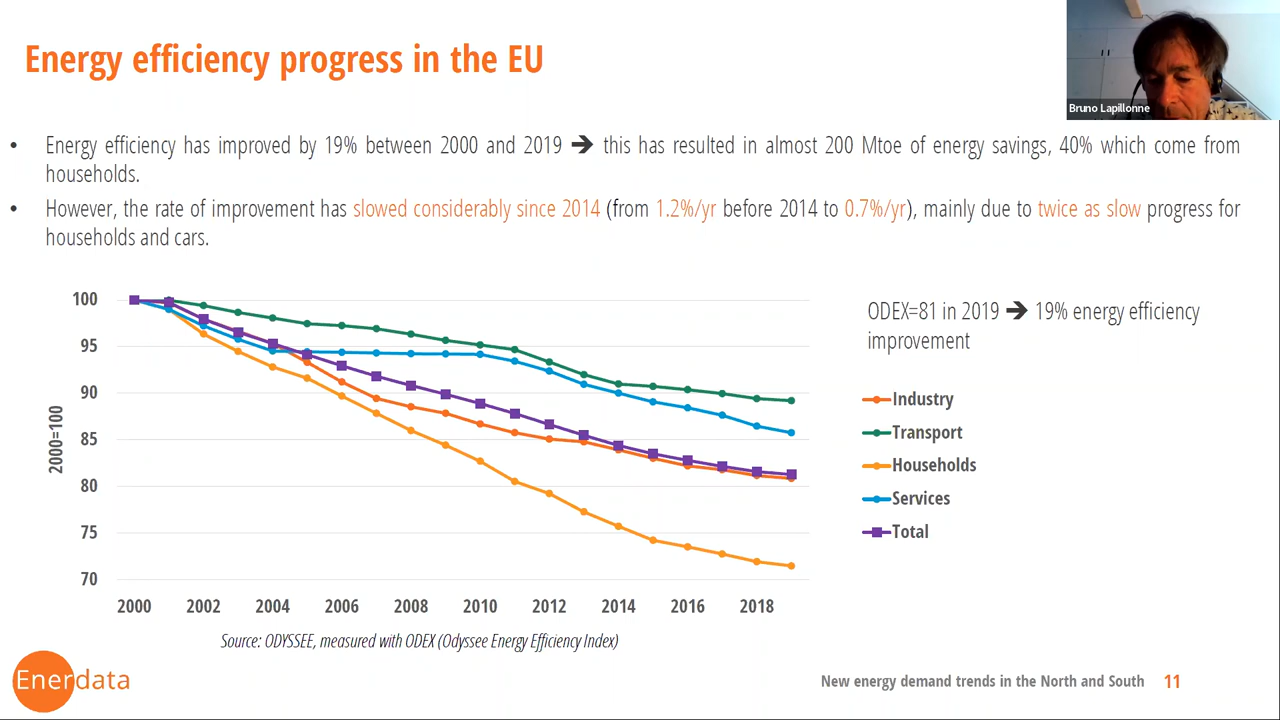 Energy efficiency progress in the EU
Bruno Lapillonne
• Energy efficiency has improved by 19% between 2000 and 2019 ➔ this has resulted in almost 200 Mtoe of energy savings, 40% which come from
households.
• However, the rate of improvement has slowed considerably since 2014 (from 1.2%/yr before 2014 to 0.7%/yr), mainly due to twice as slow progress for
households and cars.
100
95
90
85
80
75
70
2000=100
2000 2002 2004 2006 2008 2010 2012 2014 2016 2018
Source: ODYSSEE, measured with ODEX (Odyssee Energy Efficiency Index)
ODEX=81 in 2019 ➔ 19% energy efficiency
improvement
Industry
Transport
Households
Services
Total
Enerdata
New energy demand trends in the North and South 11